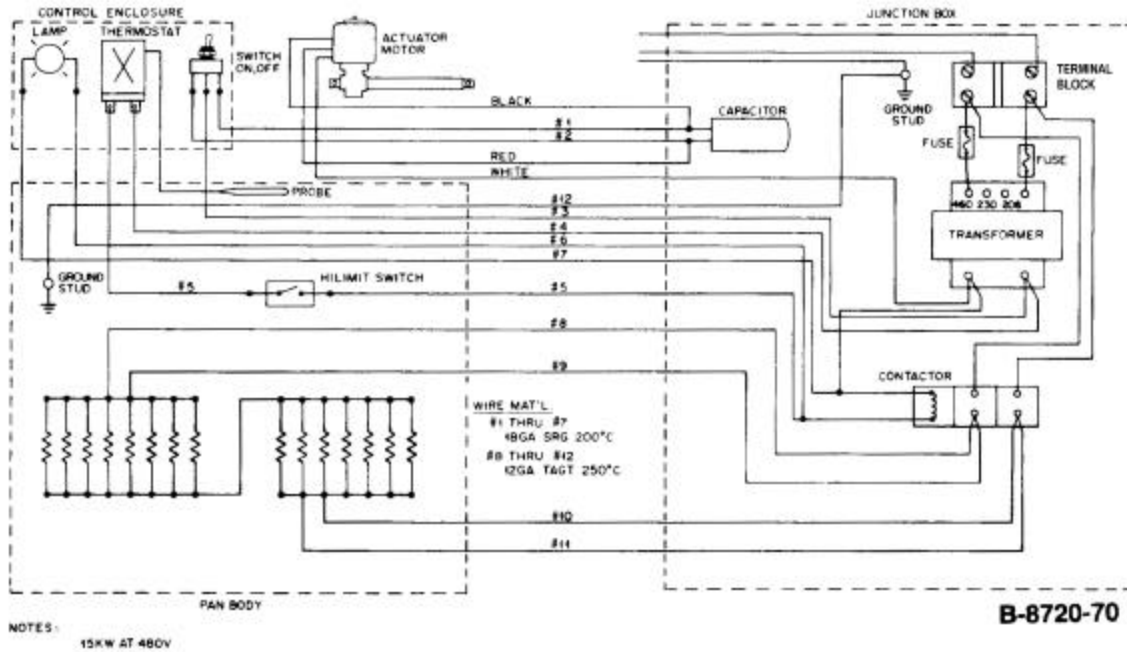 CONTROL ENCLOSURE
LAMP
THERMOSTAT
SWITCH
ON,OFF
ACTUATOR
MOTOR
JUNCTION BOX
TERMINAL
BLOCK
GROUND
STUD
BLACK
CAPACITOR
#1
#2
FUSE
FUSE
RED
WHITE
PROBE
#12
#3
460 230 208
#4
#6
TRANSFORMER
#7
GROUND
STUD
HILIMIT SWITCH
#5
#5
#8
#9
CONTACTOR
WIRE MAT'L
#1 THRU #7
18GA SRG 200°C
#8 THRU #12
12GA TAGT 250°C
#10
#11
PAN BODY
B-8720-70
NOTES:
15KW AT 480V